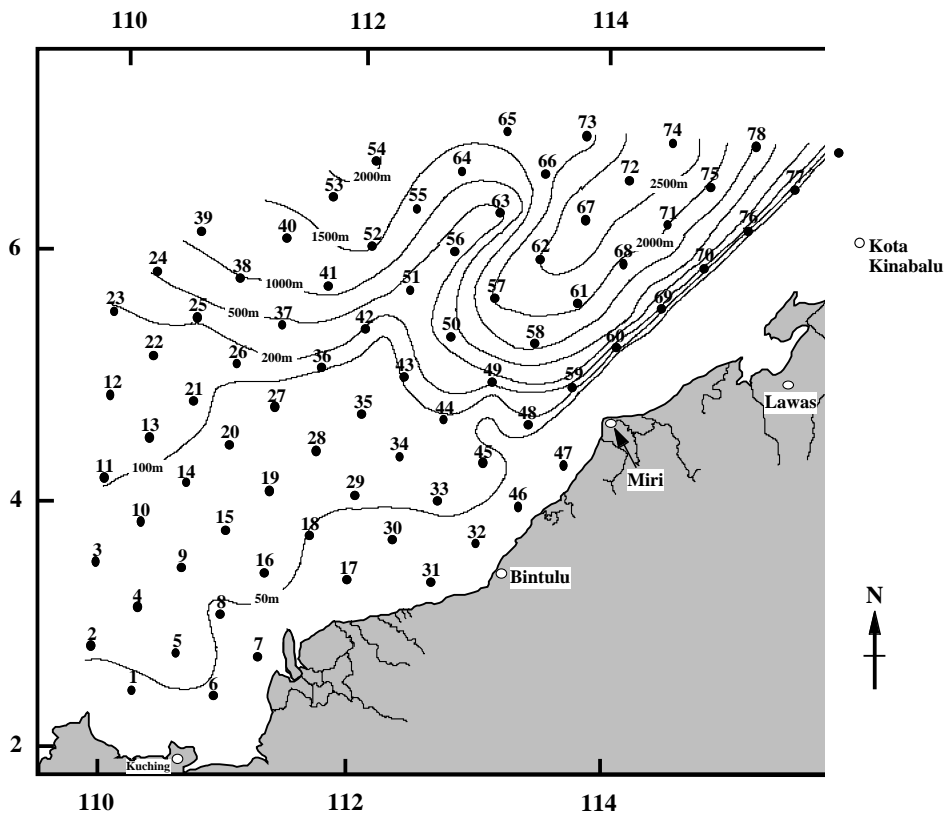 110 112 114
65 73 74 78
54 64 66 72
2000m 53 55 2500m 75 77
39 40 1500m 52 63 67 71 76
56 62 68 2000m
6
24 38 41 51 57 61 70
1000m
Kota
Kinabalu
23 25 500m 37 42 50 58 69
22 26 200m 36 43 49 59 60
12 21 27 35 44 48
Lawas
13 20 28 34 45 47
11 100m 14 19 29 33 46
Miri
4
10 15 18 30 32
3 9 16 17 31
Bintulu
4 8 50m
N
2 5 7
1 6
2
Kuching
110 112 114